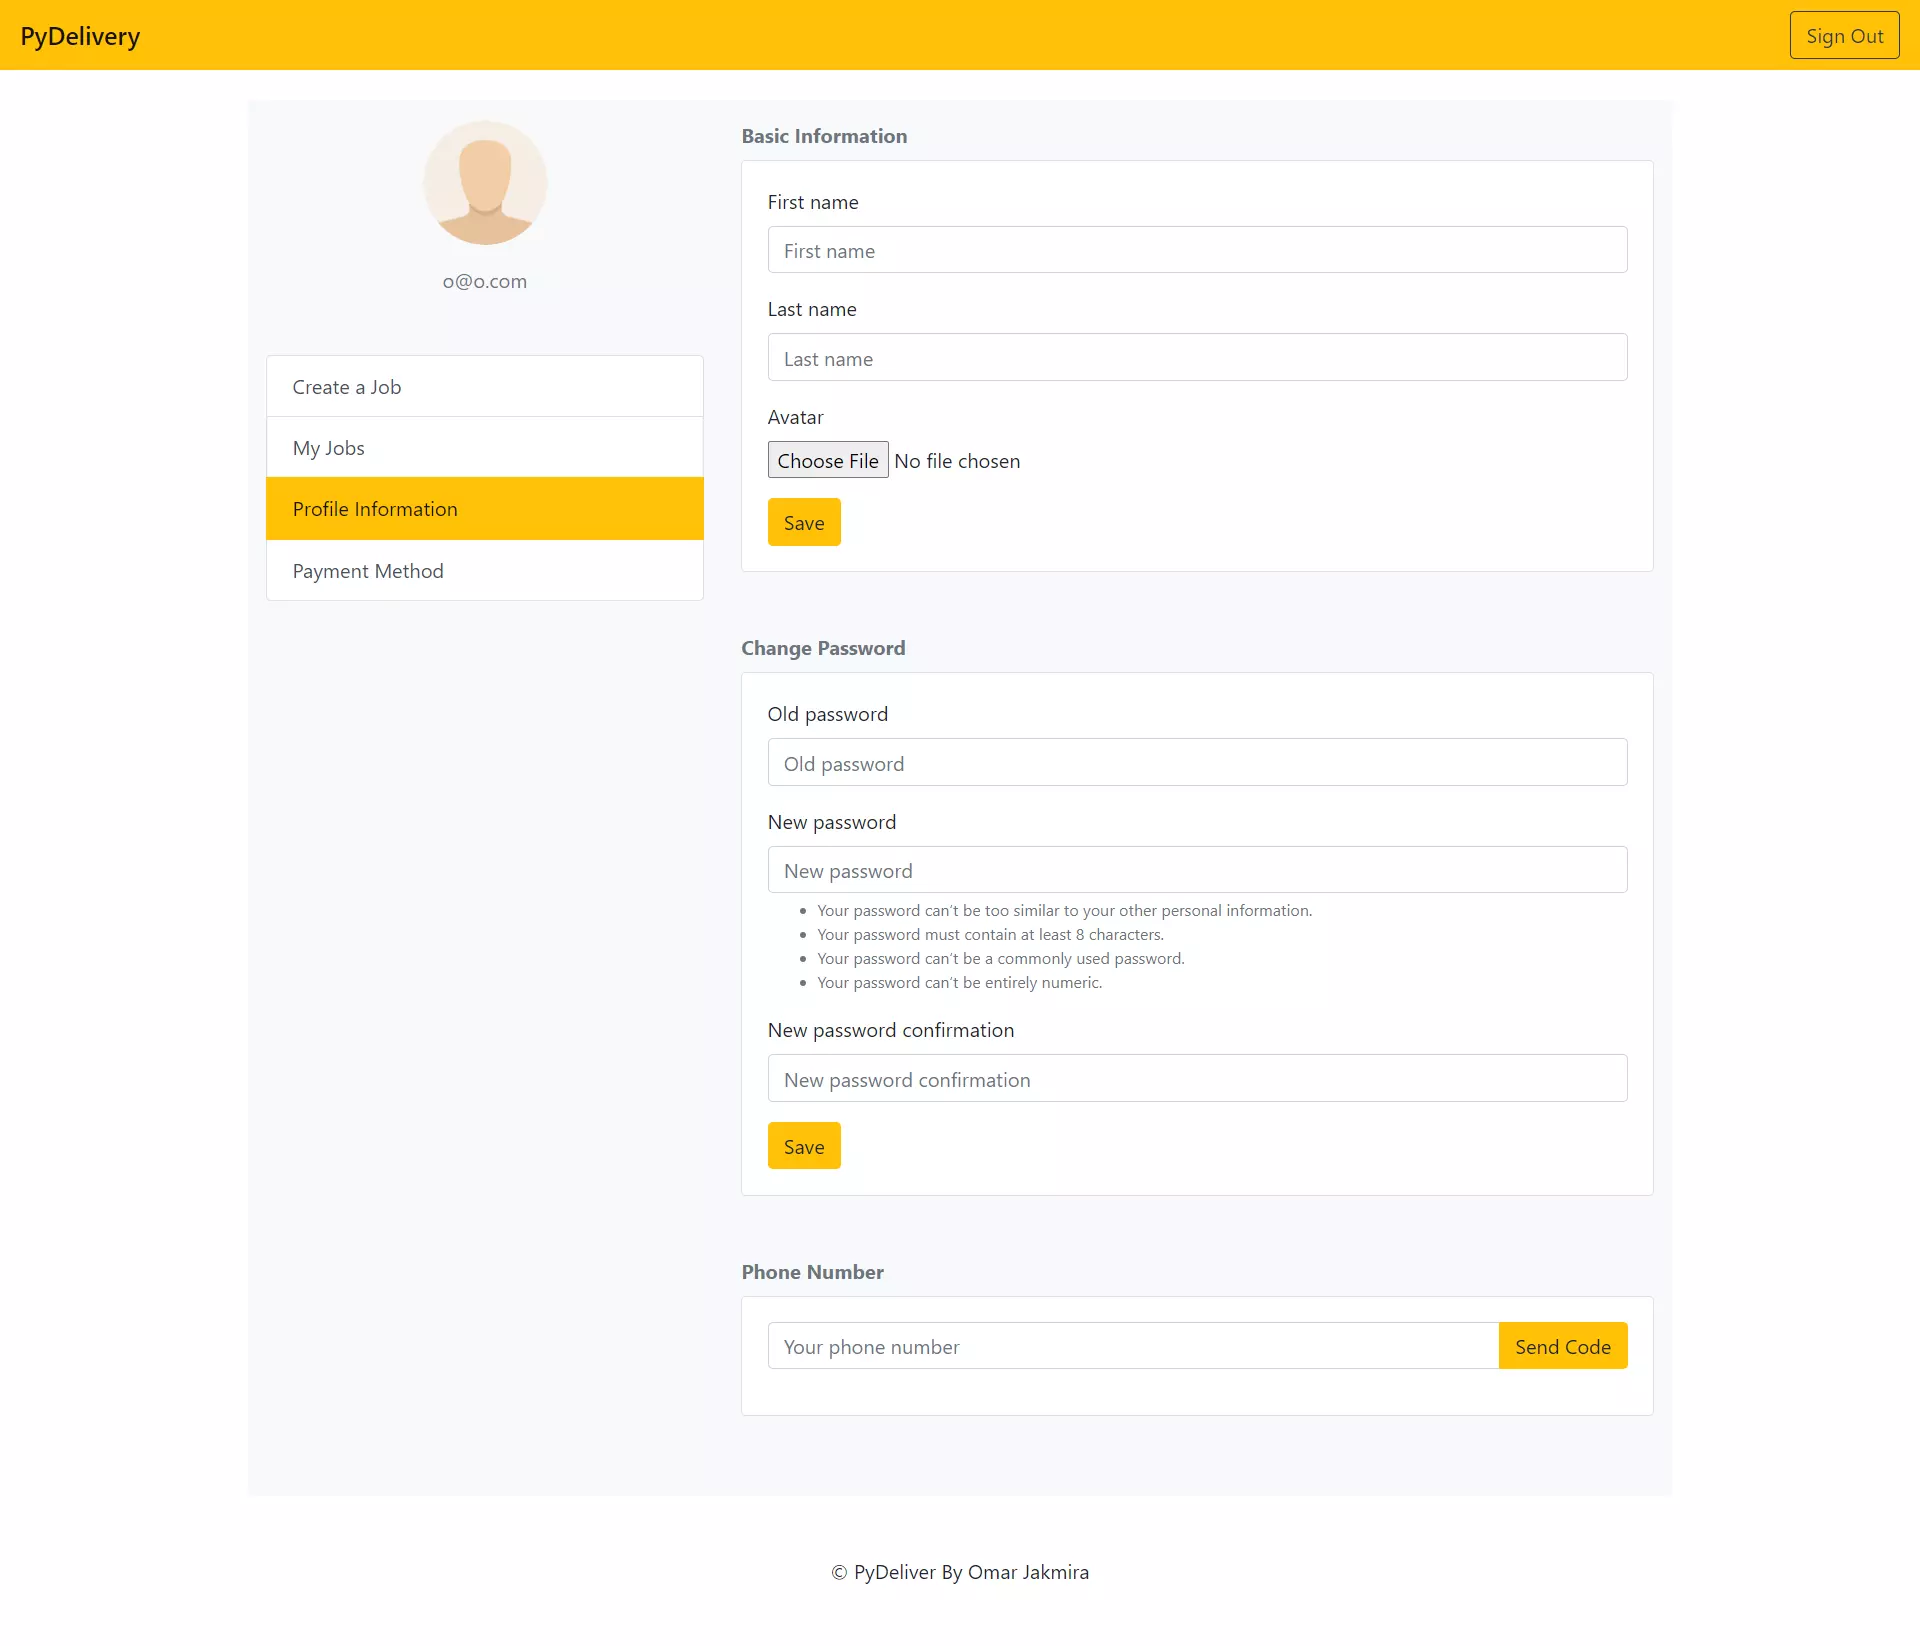 PyDelivery
Sign Out
o@o.com
Create a Job
My Jobs
Profile Information
Payment Method
Basic Information
First name
First name
Last name
Last name
Avatar
Choose File No file chosen
Save
Change Password
Old password
Old password
New password
New password
• Your password can't be too similar to your other personal information.
• Your password must contain at least 8 characters.
• Your password can't be a commonly used password.
• Your password can't be entirely numeric.
New password confirmation
New password confirmation
Save
Phone Number
Your phone number
Send Code
© PyDeliver By Omar Jakmira